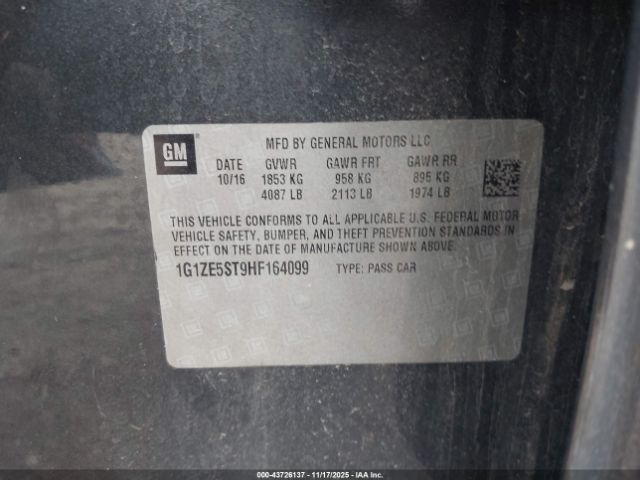 GM
MFD BY GENERAL MOTORS LLC
DATE GVWR GAWR FRT GAWR RR
10/16 1853 KG 958 KG 895 KG
4087 LB 2113 LB 1974 LB
THIS VEHICLE CONFORMS TO ALL APPLICABLE U.S. FEDERAL MOTOR
VEHICLE SAFETY, BUMPER, AND THEFT PREVENTION STANDARDS IN
EFFECT ON THE DATE OF MANUFACTURE SHOWN ABOVE.
1G1ZE5ST9HF164099 TYPE: PASS CAR
000-43726137 - 11/17/2025 - IAA Inc.